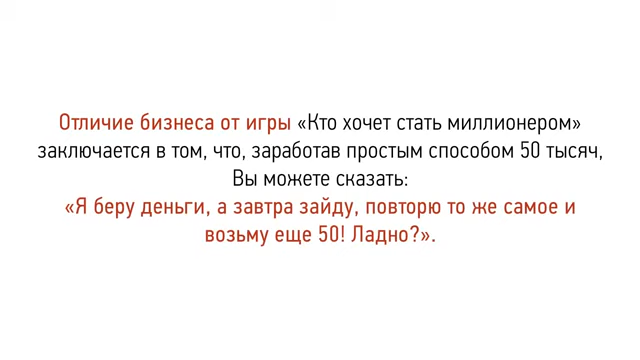 Отличие бизнеса от игры «Кто хочет стать миллионером»
заключается в том, что, заработав простым способом 50 тысяч,
Вы можете сказать:
«Я беру деньги, а завтра зайду, повторю то же самое и
возьму еще 50! Ладно?».